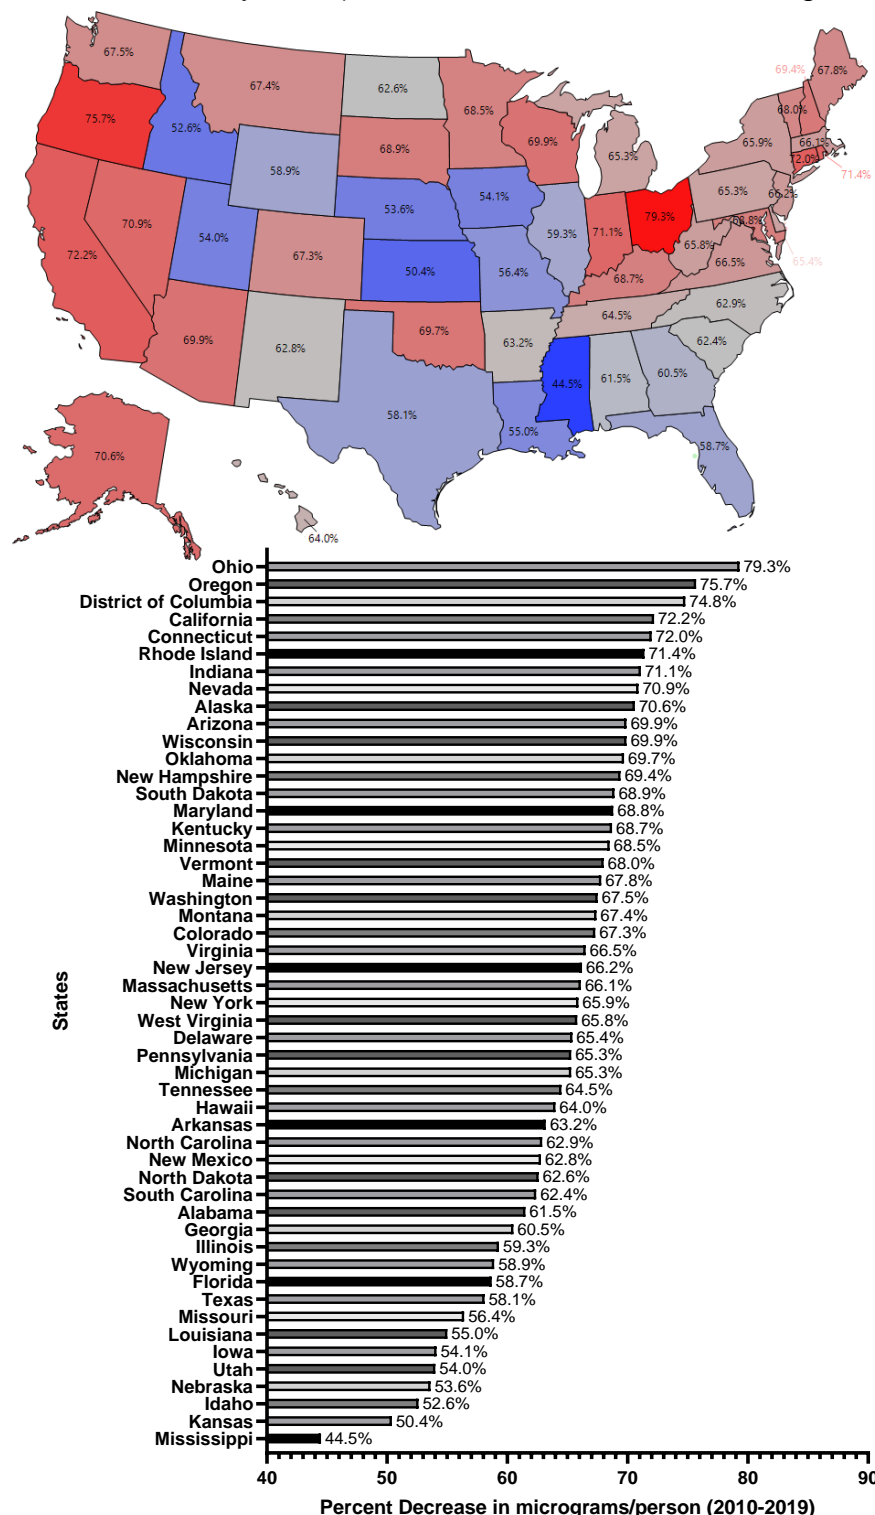 67.5%
75.7%
52.6%
67.4%
62.6%
68.5%
69.9%
65.3%
69.4%
67.8%
68.0%
66.1%
65.9%
72.0%
71.4%
72.2%
70.9%
54.0%
58.9%
68.9%
53.6%
54.1%
59.3%
71.1%
79.3%
65.3%
66.2%
68.8%
65.8%
65.4%
67.3%
50.4%
56.4%
68.7%
66.5%
62.9%
69.9%
62.8%
69.7%
63.2%
64.5%
62.4%
44.5%
61.5%
60.5%
58.1%
55.0%
58.7%
70.6%
64.0%
Ohio 79.3%
Oregon 75.7%
District of Columbia 74.8%
California 72.2%
Connecticut 72.0%
Rhode Island 71.4%
Indiana 71.1%
Nevada 70.9%
Alaska 70.6%
Arizona 69.9%
Wisconsin 69.9%
Oklahoma 69.7%
New Hampshire 69.4%
South Dakota 68.9%
Maryland 68.8%
Kentucky 68.7%
Minnesota 68.5%
Vermont 68.0%
Maine 67.8%
Washington 67.5%
Montana 67.4%
Colorado 67.3%
Virginia 66.5%
New Jersey 66.2%
Massachusetts 66.1%
New York 65.9%
West Virginia 65.8%
Delaware 65.4%
Pennsylvania 65.3%
Michigan 65.3%
Tennessee 64.5%
Hawaii 64.0%
Arkansas 63.2%
North Carolina 62.9%
New Mexico 62.8%
North Dakota 62.6%
South Carolina 62.4%
Alabama 61.5%
Georgia 60.5%
Illinois 59.3%
Wyoming 58.9%
Florida 58.7%
Texas 58.1%
Missouri 56.4%
Louisiana 55.0%
Iowa 54.1%
Utah 54.0%
Nebraska 53.6%
Idaho 52.6%
Kansas 50.4%
Mississippi 44.5%
States
40 50 60 70 80 90
Percent Decrease in micrograms/person (2010-2019)